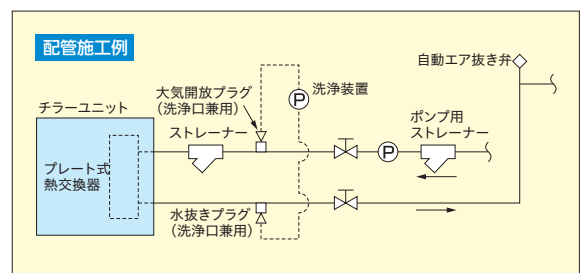 配管施工例
自動エア抜き弁
大気開放プラグ
(洗浄口兼用)
洗浄装置
P
チラーユニット
ストレーナー
ポンプ用
ストレーナー
P
プレート式
熱交換器
水抜きプラグ
(洗浄口兼用)